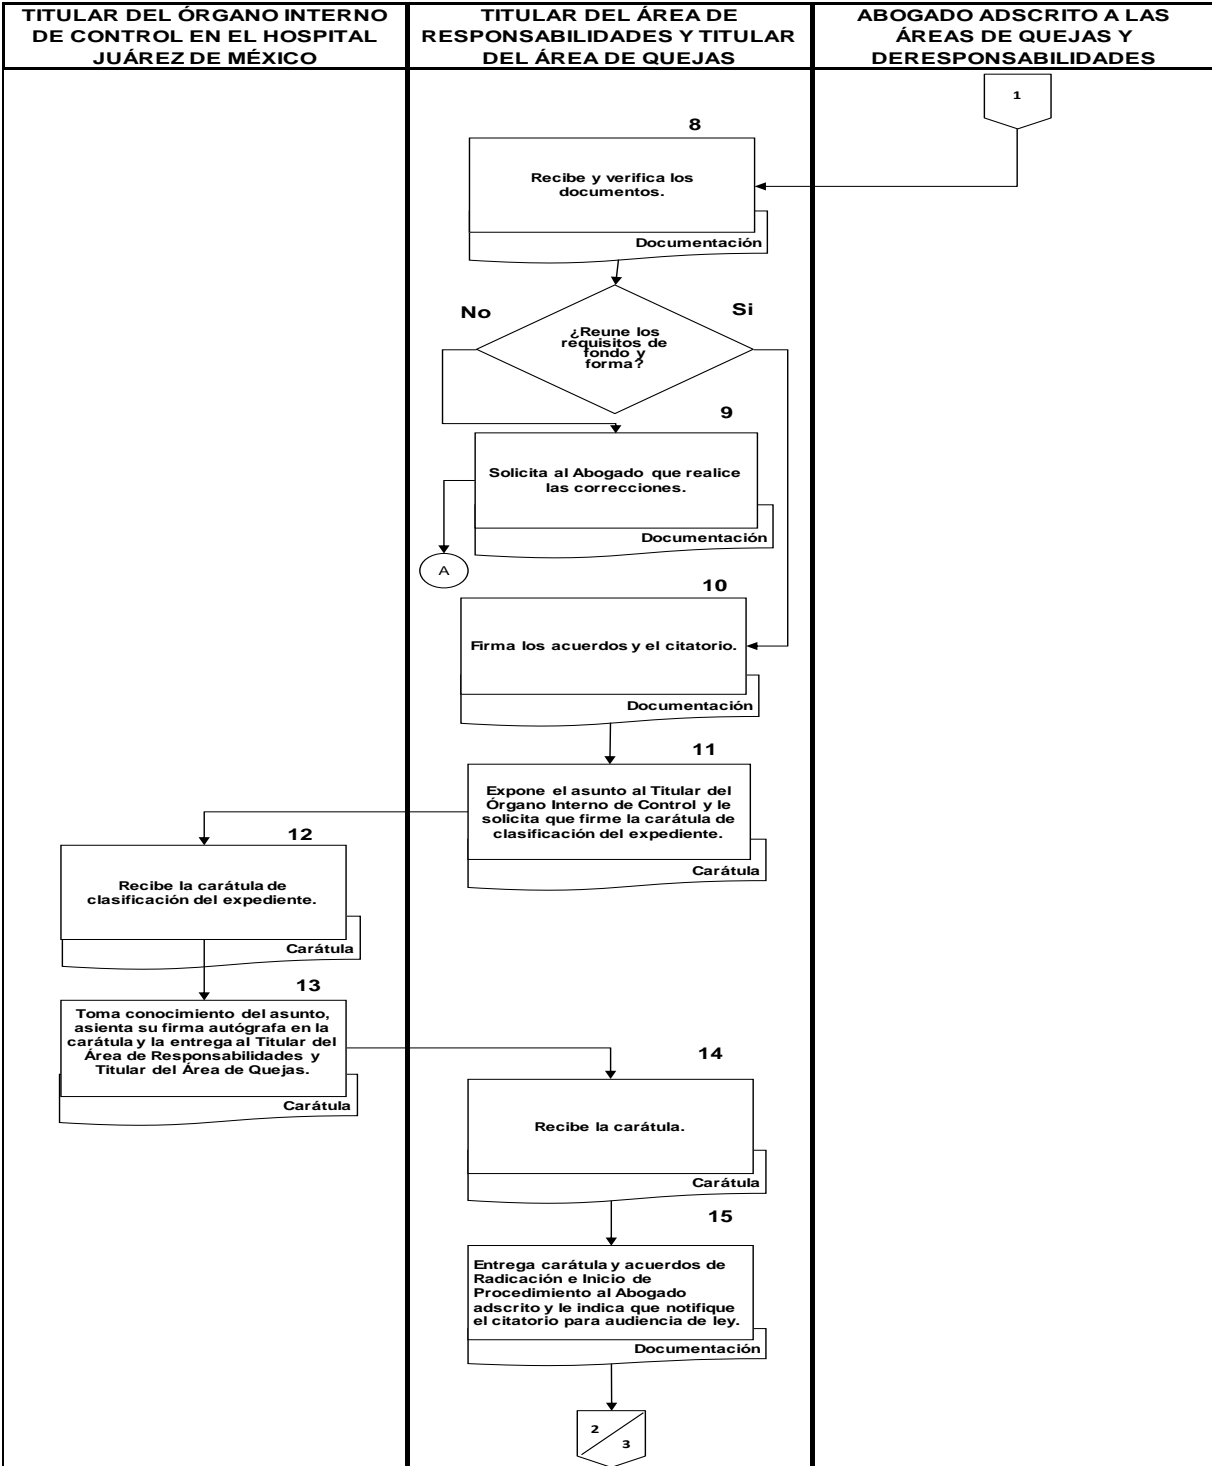 TITULAR DEL ÓRGANO INTERNO
DE CONTROL EN EL HOSPITAL
JUÁREZ DE MÉXICO
TITULAR DEL ÁREA DE
RESPONSABILIDADES Y TITULAR
DEL ÁREA DE QUEJAS
ABOGADO ADSCRITO A LAS
ÁREAS DE QUEJAS Y
DERESPONSABILIDADES
1
8
Recibe y verifica los
documentos.
Documentación
No
Si
¿Reune los
requisitos de
fondo y
forma?
9
Solicita al Abogado que realice
las correcciones.
Documentación
A
10
Firma los acuerdos y el citatorio.
Documentación
11
Expone el asunto al Titular del
Órgano Interno de Control y le
solicita que firme la carátula de
clasificación del expediente.
Carátula
12
Recibe la carátula de
clasificación del expediente.
Carátula
13
Toma conocimiento del asunto,
asienta su firma autógrafa en la
carátula y la entrega al Titular del
Área de Responsabilidades y
Titular del Área de Quejas.
Carátula
14
Recibe la carátula.
Carátula
15
Entrega carátula y acuerdos de
Radicación e Inicio de
Procedimiento al Abogado
adscrito y le indica que notifique
el citatorio para audiencia de ley.
Documentación
2
3